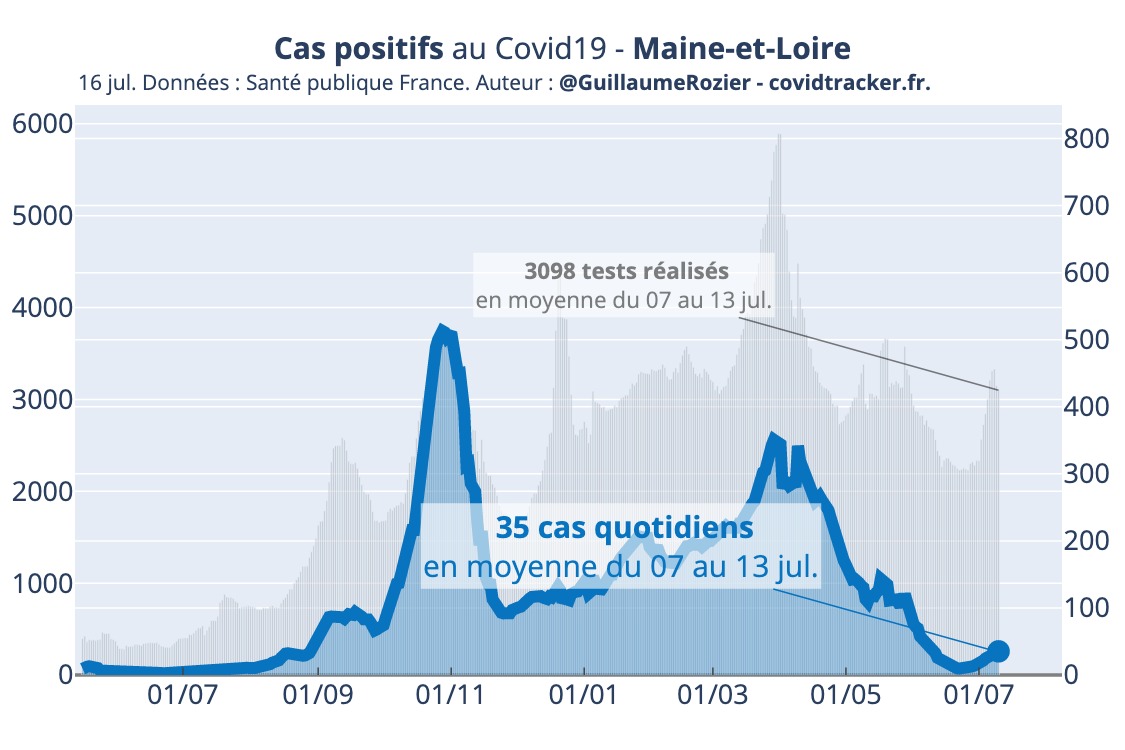 Cas positifs au Covid19 - Maine-et-Loire
16 jul. Données : Santé publique France. Auteur : @GuillaumeRozier - covidtracker.fr.
6000
5000
4000
3000
2000
1000
0
800
700
600
500
400
300
200
100
0
3098 tests réalisés
en moyenne du 07 au 13 jul.
35 cas quotidiens
en moyenne du 07 au 13 jul.
01/07 01/09 01/11 01/01 01/03 01/05 01/07